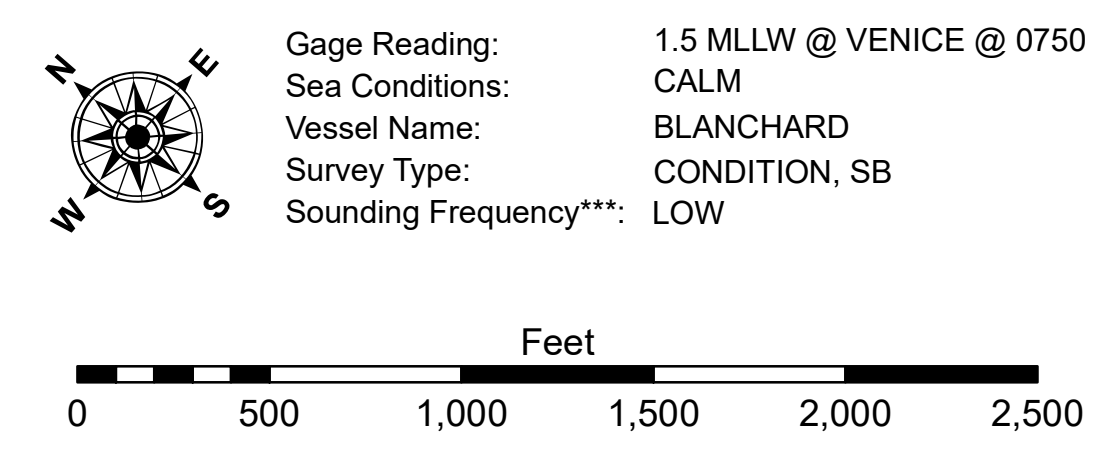 N E
W S
Gage Reading: 1.5 MLLW @ VENICE @ 0750
Sea Conditions: CALM
Vessel Name: BLANCHARD
Survey Type: CONDITION, SB
Sounding Frequency***: LOW
Feet
0 500 1,000 1,500 2,000 2,500